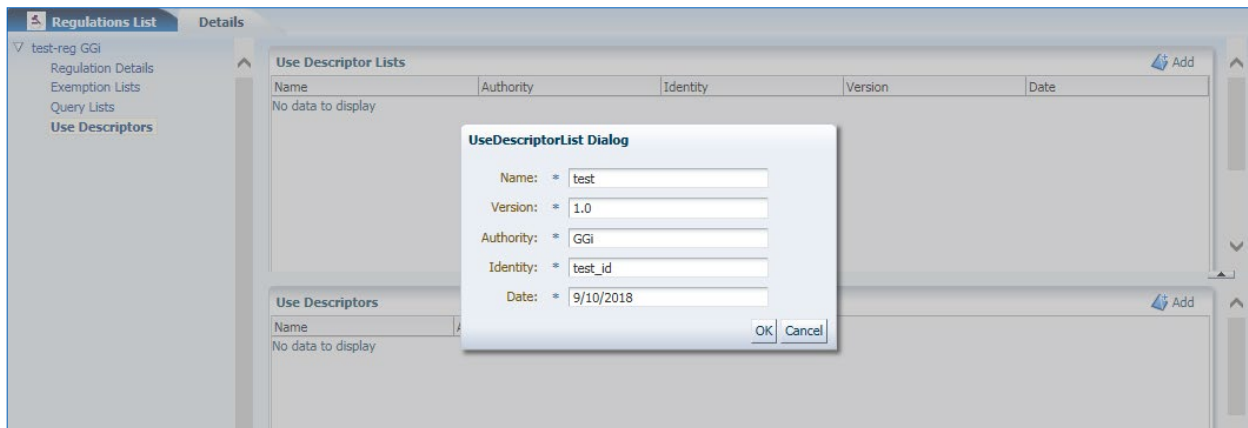 Regulations List Details
test-reg GGi
Regulation Details
Exemption Lists
Query Lists
Use Descriptors
Use Descriptor Lists Add
Name Authority Identity Version Date
No data to display
UseDescriptorList Dialog
Name: * test
Version: * 1.0
Authority: * GGi
Identity: * test_id
Date: * 9/10/2018
OK Cancel
Use Descriptors Add
Name
No data to display